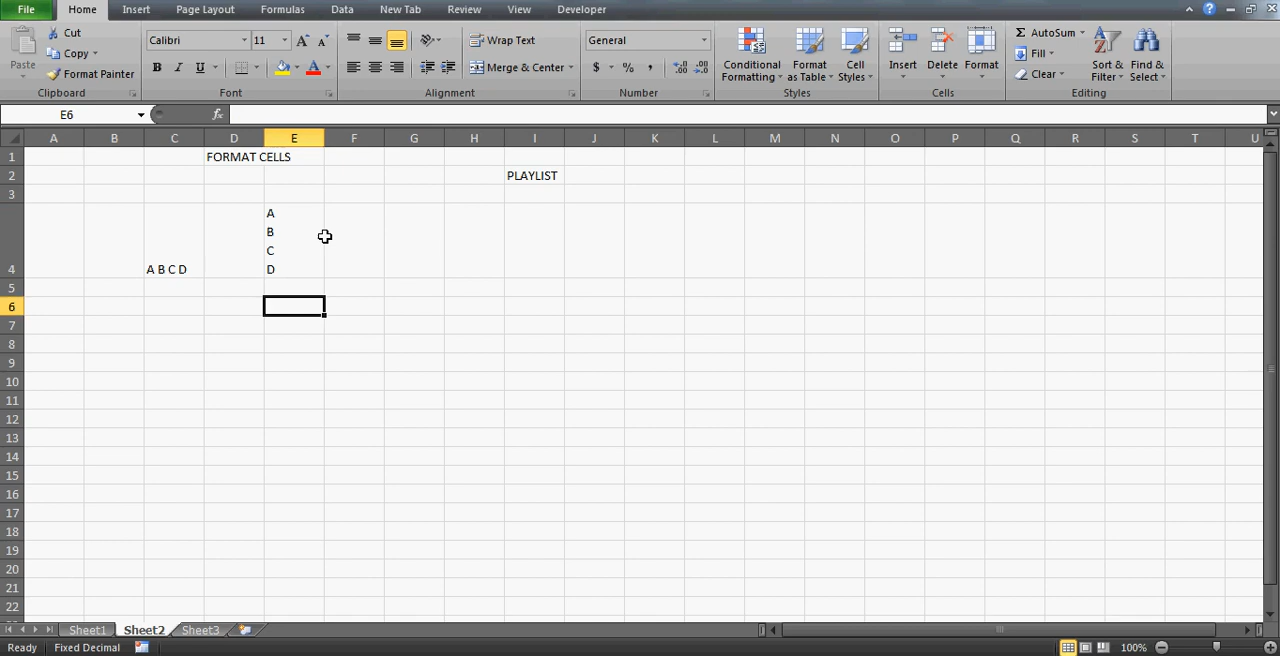 File Home Insert Page Layout Formulas Data New Tab Review View Developer
Cut
Copy
Format Painter
Paste
Clipboard
Calibri 11
B I U
Font
Wrap Text
Merge & Center
Alignment
General
$ % , .00
Number
Conditional Formatting
Format as Table
Cell Styles
Styles
Insert Delete Format
Cells
AutoSum
Fill
Clear
Sort & Filter
Find & Select
Editing
E6 fx
A B C D E F G H I J K L M N O P Q R S T U
1 FORMAT CELLS
2 PLAYLIST
3
A
B
C
4 A B C D D
5
6
7
8
9
10
11
12
13
14
15
16
17
18
19
20
21
22
Sheet1 Sheet2 Sheet3
Ready Fixed Decimal 100%